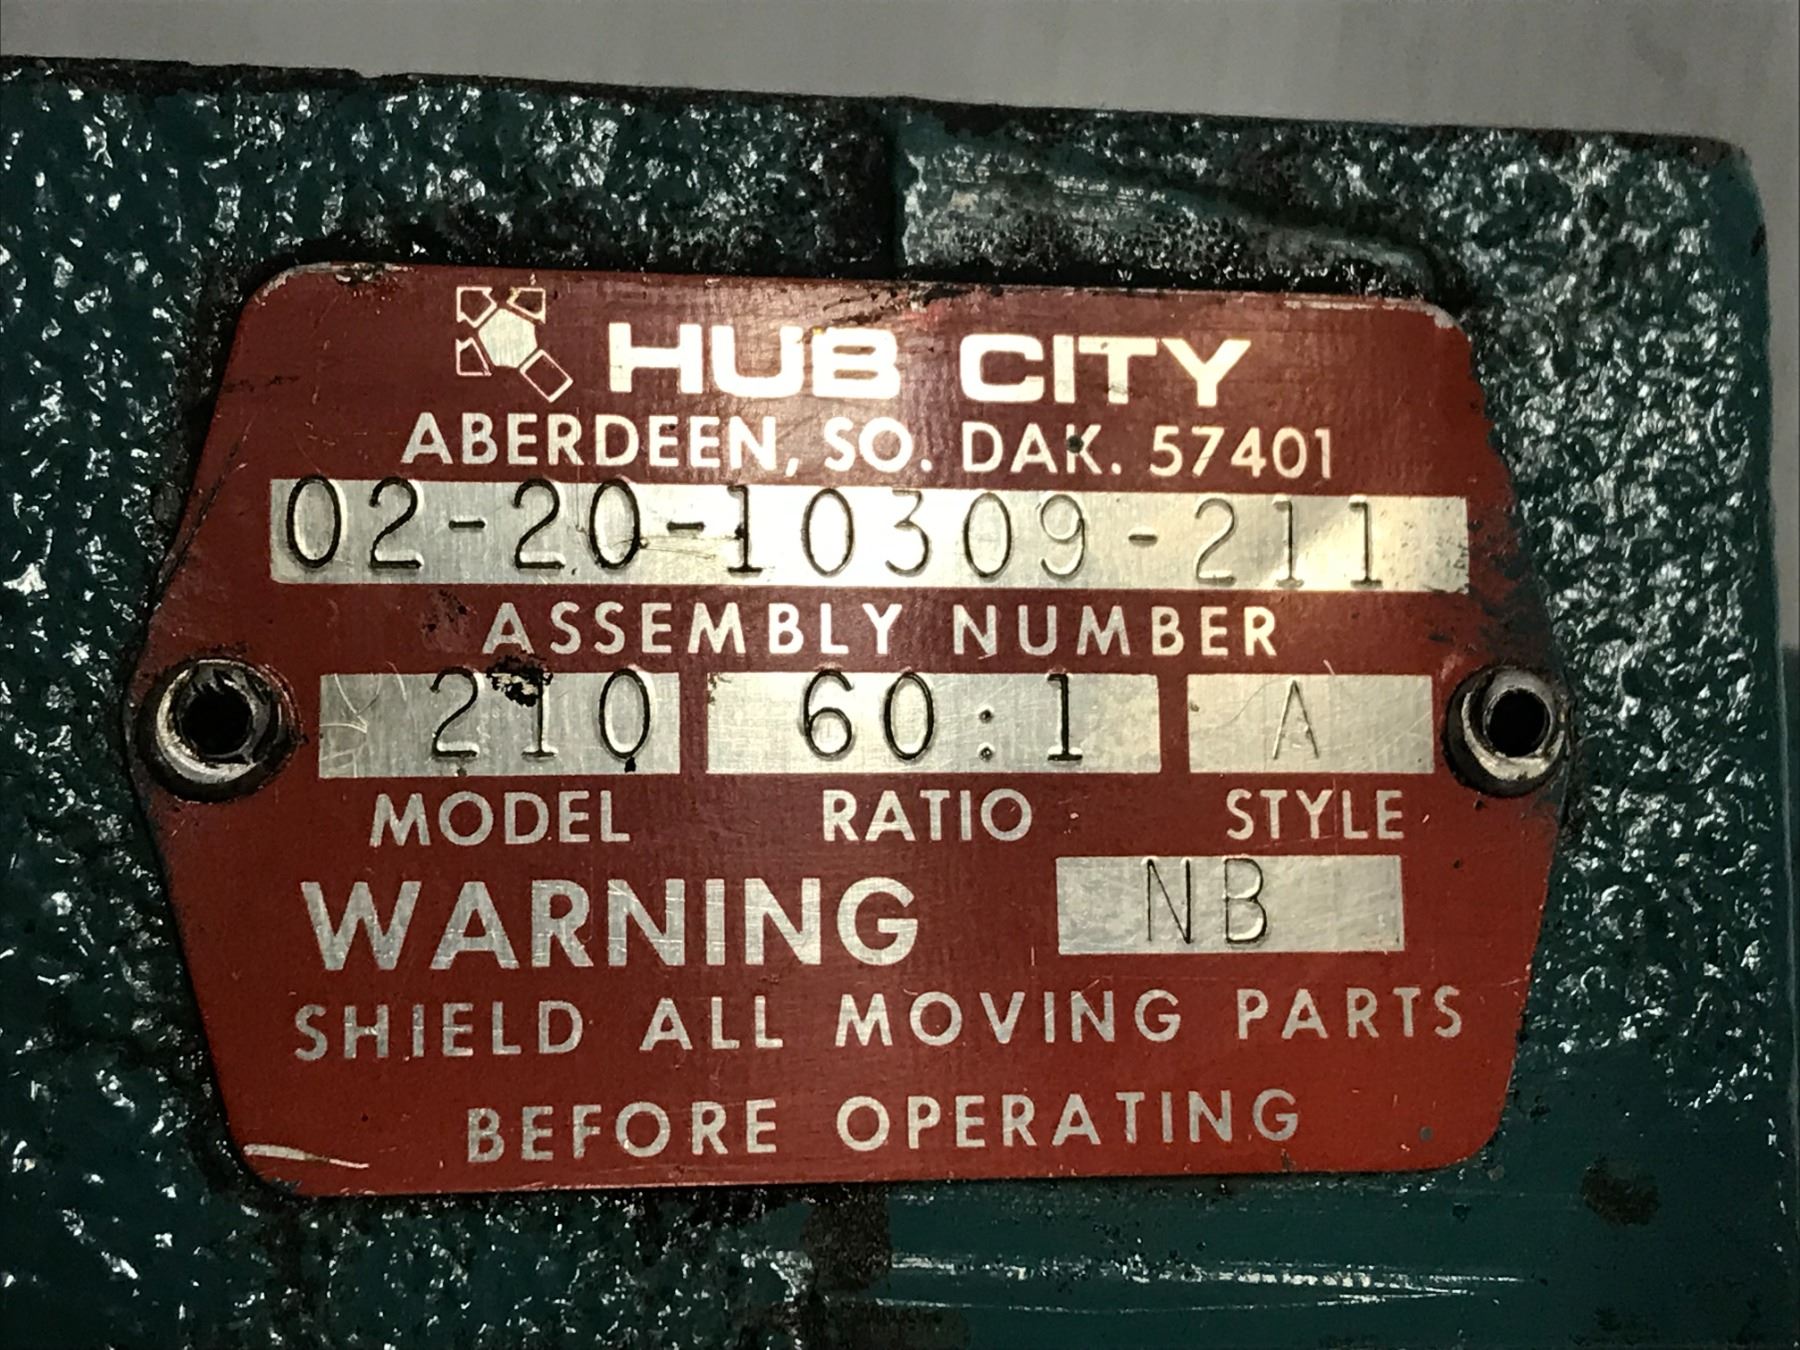 HUB CITY
ABERDEEN, SO. DAK. 57401
02-20-10309-211
ASSEMBLY NUMBER
210 60:1 A
MODEL RATIO STYLE
WARNING NB
SHIELD ALL MOVING PARTS
BEFORE OPERATING